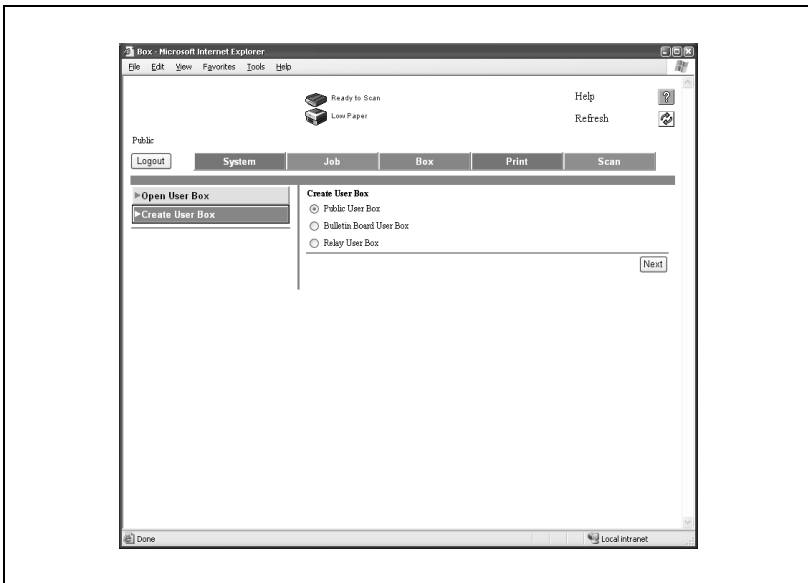 Box - Microsoft Internet Explorer
File Edit View Favorites Tools Help
Ready to Scan Help ?
Low Paper Refresh
Public
Logout System Job Box Print Scan
Open User Box
Create User Box
Create User Box
Public User Box
Bulletin Board User Box
Relay User Box
Next
Done Local intranet